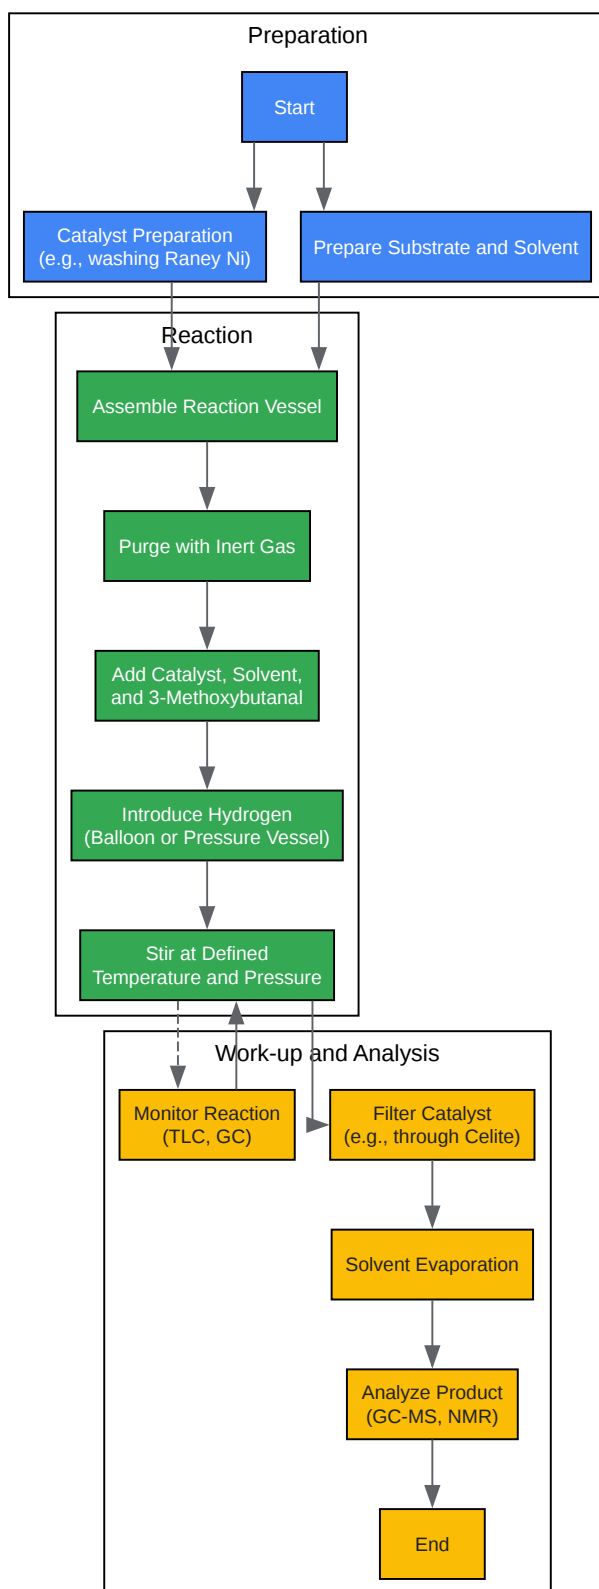 Preparation
Start
Catalyst Preparation
(e.g., washing Raney Ni)
Prepare Substrate and Solvent
Reaction
Assemble Reaction Vessel
Purge with Inert Gas
Add Catalyst, Solvent,
and 3-Methoxybutanal
Introduce Hydrogen
(Balloon or Pressure Vessel)
Stir at Defined
Temperature and Pressure
Work-up and Analysis
Monitor Reaction
(TLC, GC)
Filter Catalyst
(e.g., through Celite)
Solvent Evaporation
Analyze Product
(GC-MS, NMR)
End